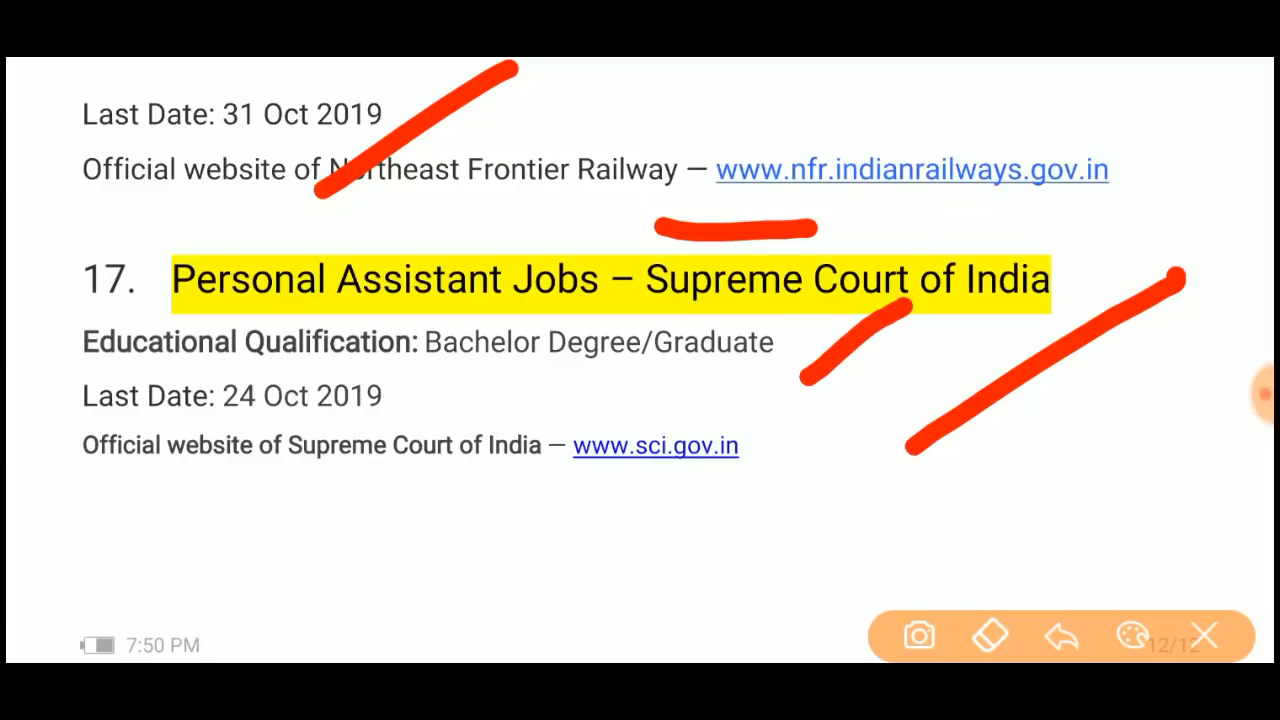 Last Date: 31 Oct 2019
Official website of Northeast Frontier Railway – www.nfr.indianrailways.gov.in
17. Personal Assistant Jobs – Supreme Court of India
Educational Qualification: Bachelor Degree/Graduate
Last Date: 24 Oct 2019
Official website of Supreme Court of India – www.sci.gov.in
7:50 PM 12/12